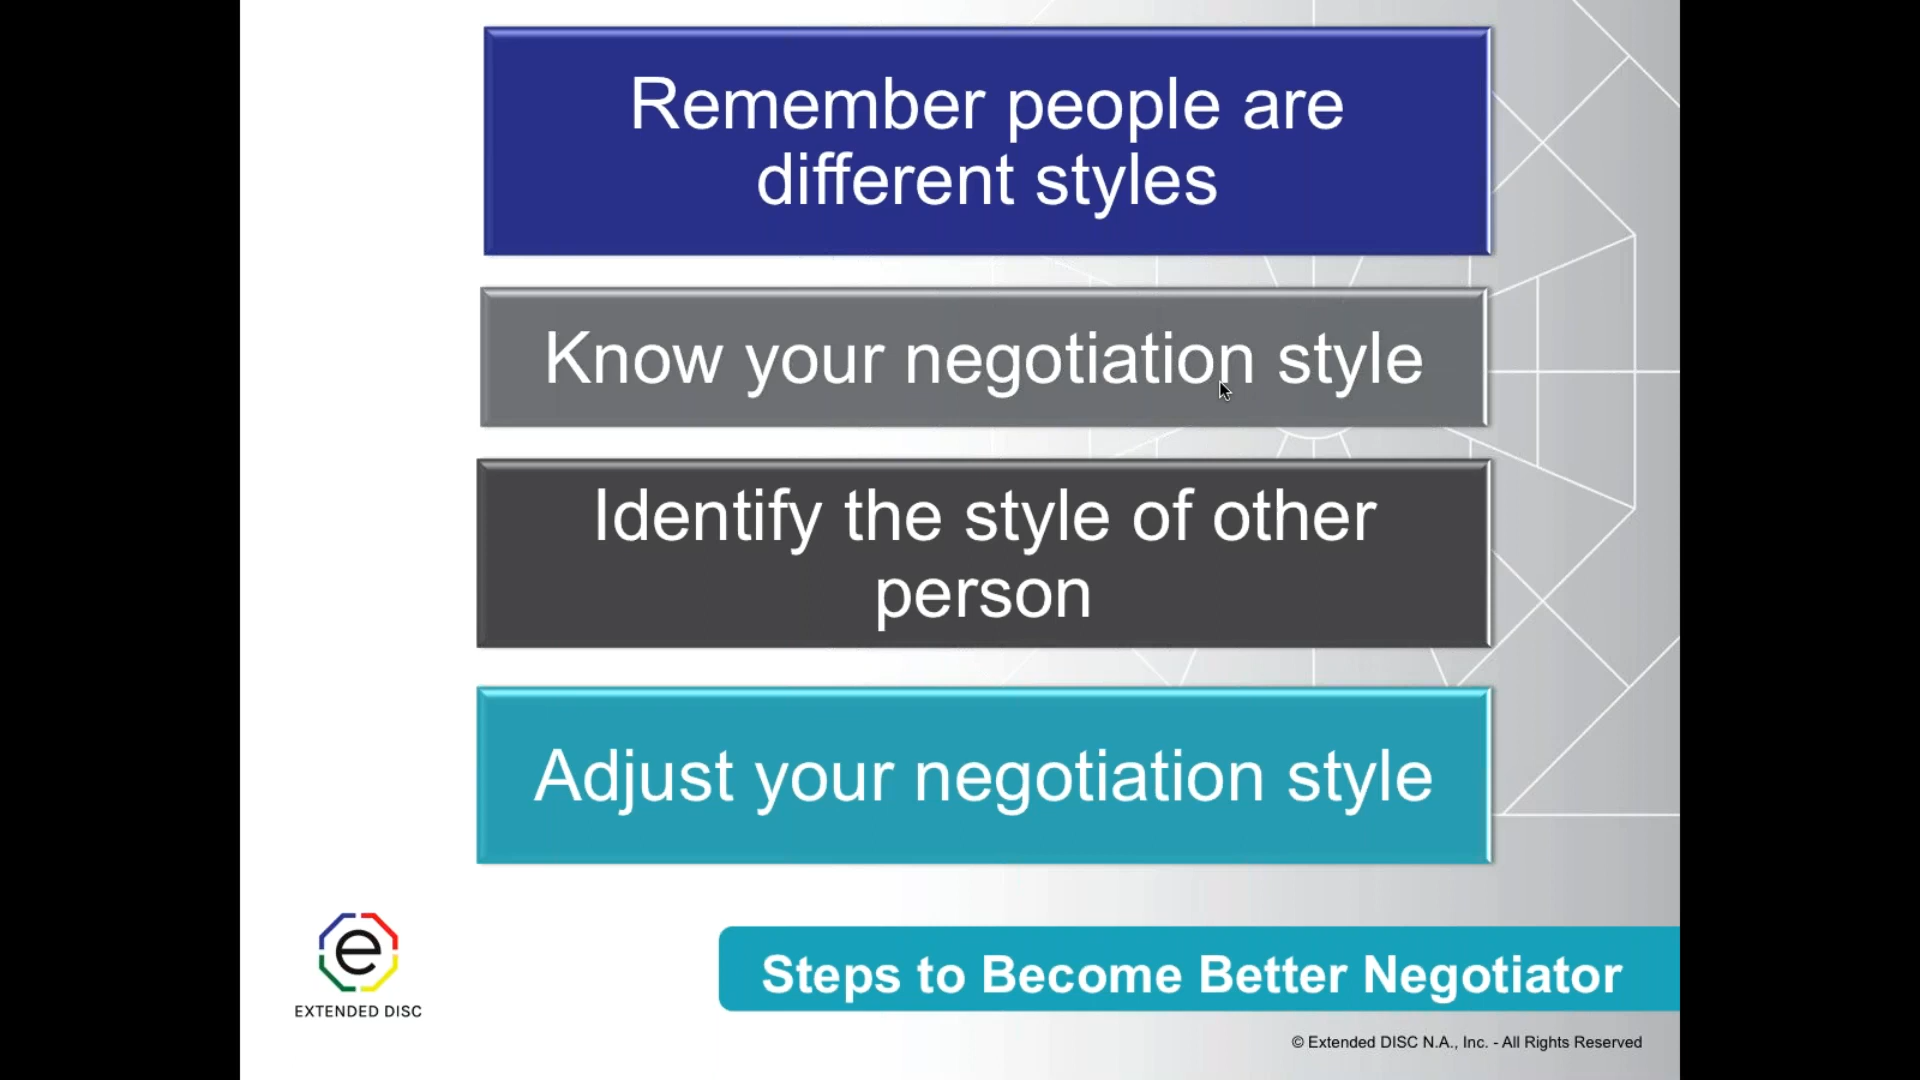 Remember people are
different styles
Know your negotiation style
Identify the style of other
person
Adjust your negotiation style
e
EXTENDED DISC
Steps to Become Better Negotiator
© Extended DISC N.A., Inc. - All Rights Reserved